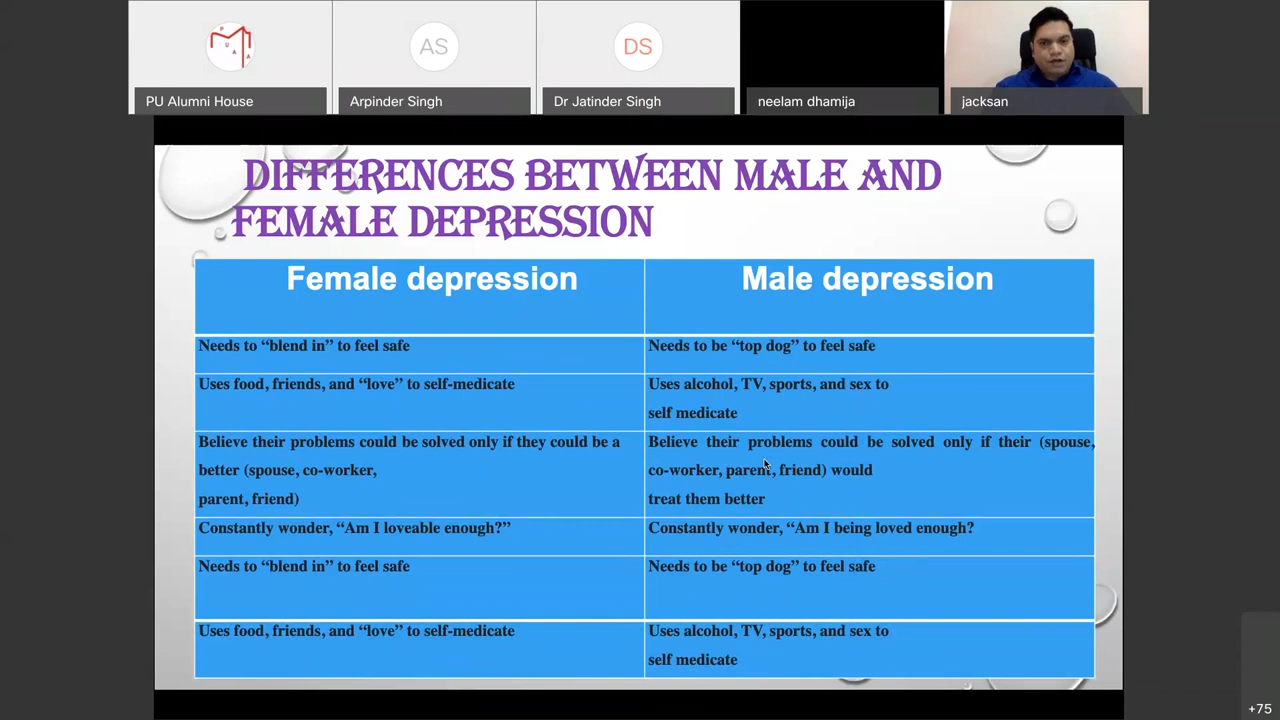 PU Alumni House
AS
Arpinder Singh
DS
Dr Jatinder Singh
neelam dhamija
jacksan
DIFFERENCES BETWEEN MALE AND
FEMALE DEPRESSION
Female depression
Male depression
Needs to “blend in” to feel safe
Needs to be “top dog” to feel safe
Uses food, friends, and “love” to self-medicate
Uses alcohol, TV, sports, and sex to
self medicate
Believe their problems could be solved only if they could be a
better (spouse, co-worker,
parent, friend)
Believe their problems could be solved only if their (spouse,
co-worker, parent, friend) would
treat them better
Constantly wonder, “Am I loveable enough?”
Constantly wonder, “Am I being loved enough?
Needs to “blend in” to feel safe
Needs to be “top dog” to feel safe
Uses food, friends, and “love” to self-medicate
Uses alcohol, TV, sports, and sex to
self medicate
+75